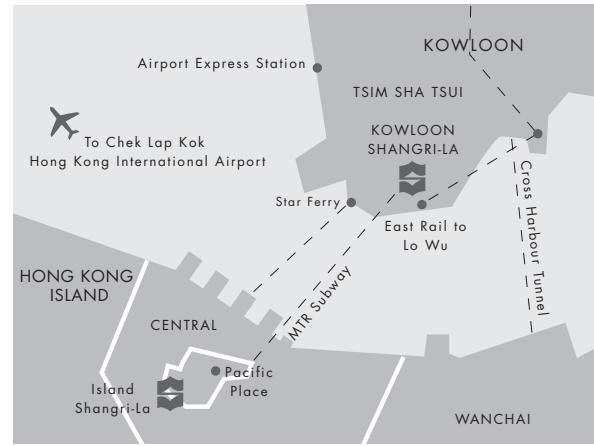 KOWLOON
Airport Express Station
TSIM SHA TSUI
To Chek Lap Kok
Hong Kong International Airport
KOWLOON
SHANGRI-LA
Star Ferry
East Rail to
Lo Wu
Cross Harbour Tunnel
HONG KONG
ISLAND
MTR Subway
CENTRAL
Pacific
Place
Island
Shangri-La
WANCHAI